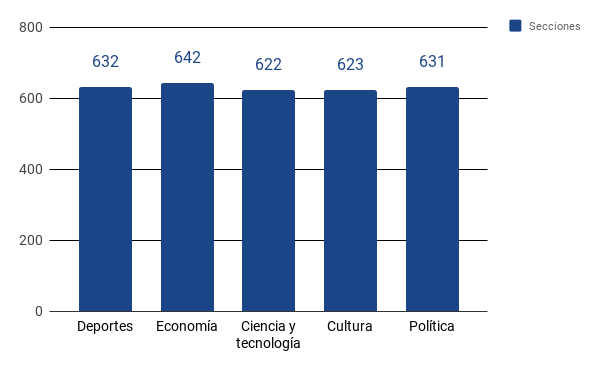 800
Secciones
632
642
622
623
631
600
400
200
0
Deportes
Economía
Ciencia y
tecnología
Cultura
Política